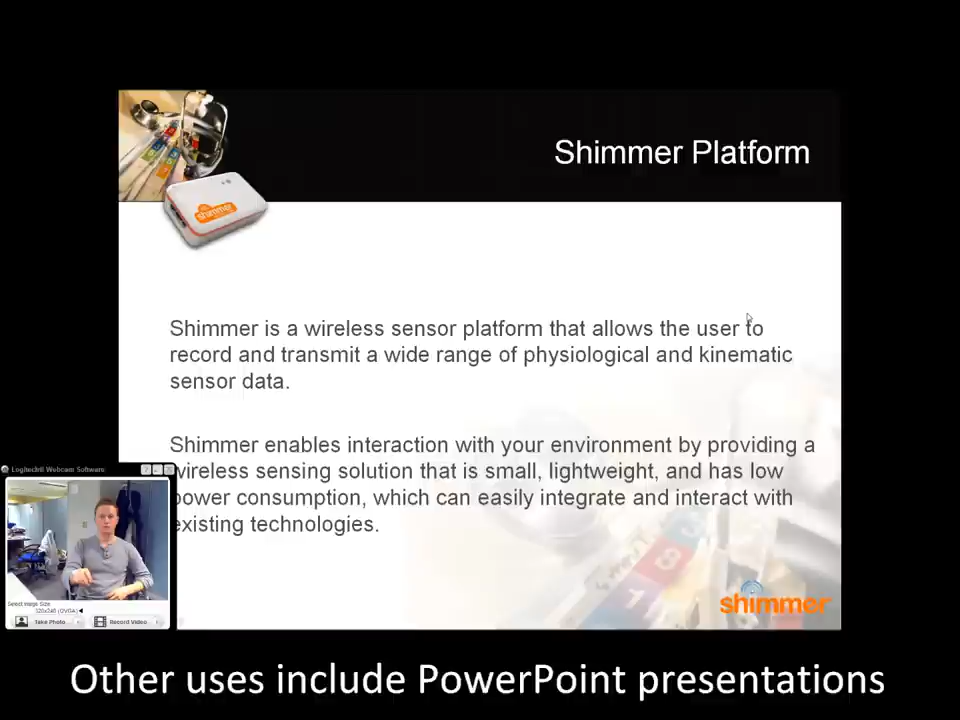 Shimmer Platform
shimmer
Shimmer is a wireless sensor platform that allows the user to
record and transmit a wide range of physiological and kinematic
sensor data.
Shimmer enables interaction with your environment by providing a
wireless sensing solution that is small, lightweight, and has low
power consumption, which can easily integrate and interact with
existing technologies.
Logitech® Webcam Software
Select Image Size
320x240 (QVGA)
Take Photo
Record Video
shimmer
Other uses include PowerPoint presentations